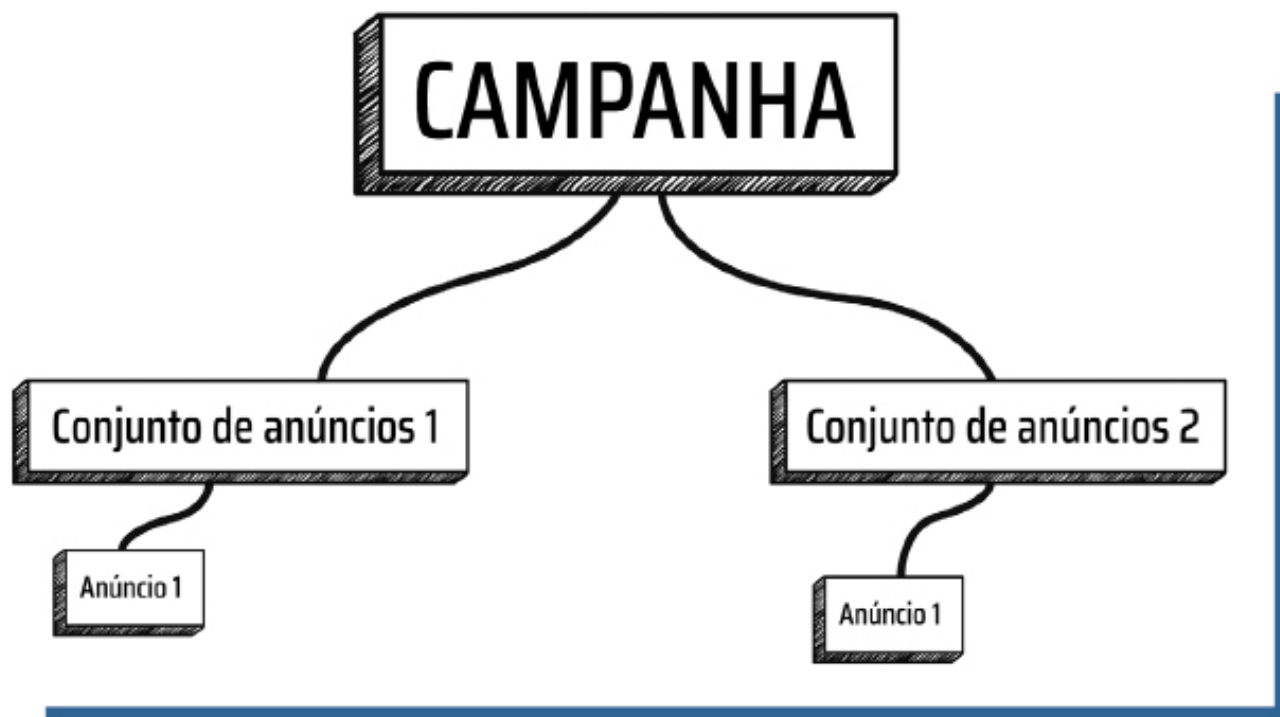 CAMPANHA
Conjunto de anúncios 1
Conjunto de anúncios 2
Anúncio 1
Anúncio 1